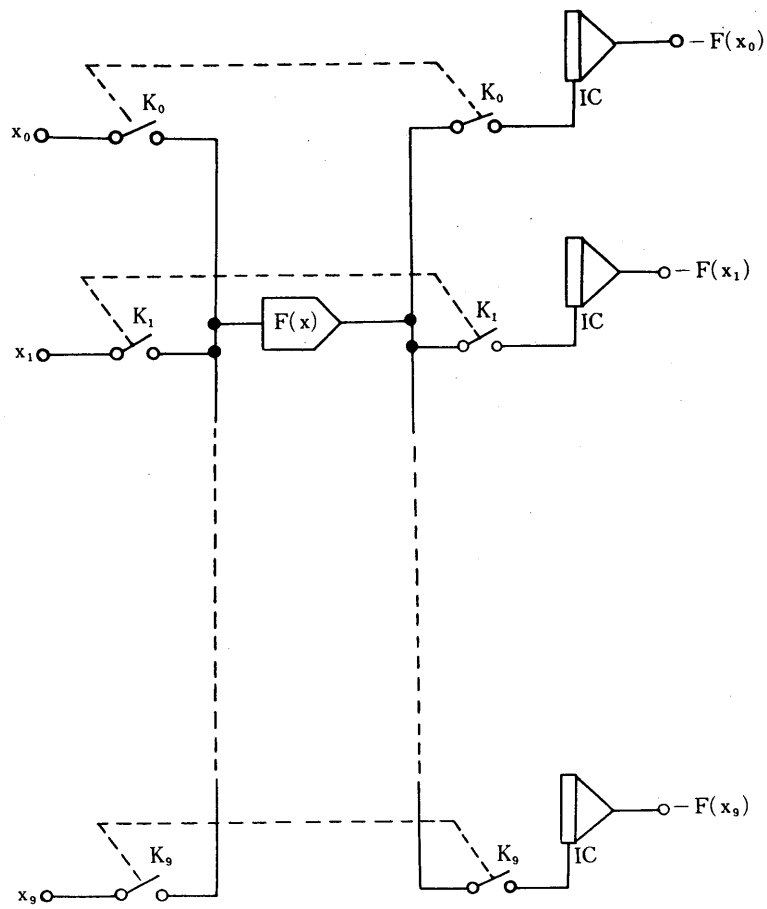 − F(x₀)
K₀
K₀
IC
x₀
− F(x₁)
K₁
K₁
F(x)
IC
x₁
− F(x₉)
K₉
K₉
IC
x₉